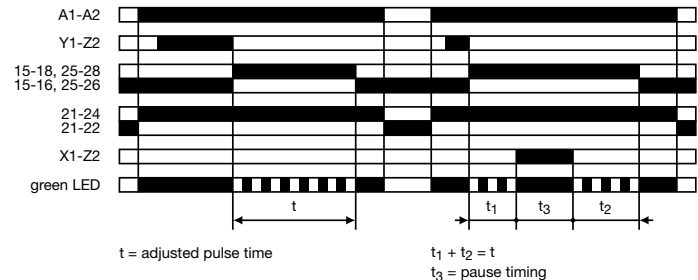 A1-A2
Y1-Z2
15-18, 25-28
15-16, 25-26
21-24
21-22
X1-Z2
green LED
t
t1
t3
t2
t = adjusted pulse time
t1 + t2 = t
t3 = pause timing